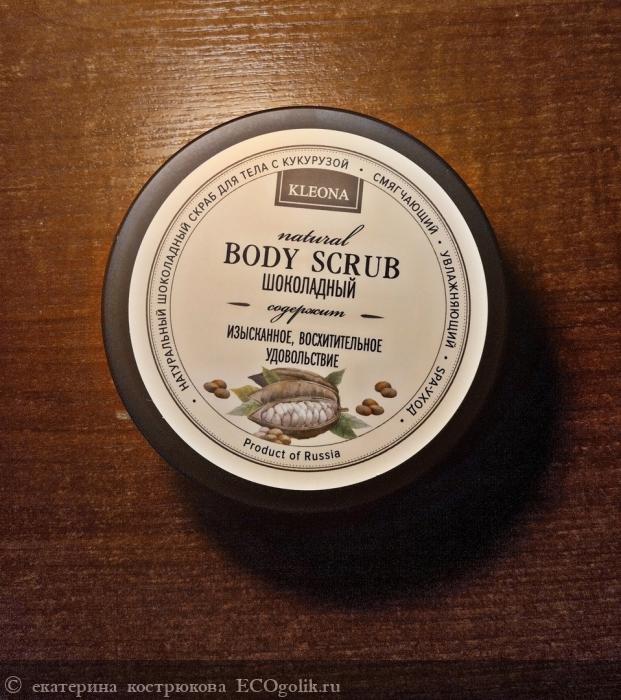 НАТУРАЛЬНЫЙ ШОКОЛАДНЫЙ СКРАБ ДЛЯ ТЕЛА С КУКУРУЗОЙ • СМЯГЧАЮЩИЙ • УВЛАЖНЯЮЩИЙ • SPA-УХОД •
KLEONA
natural
BODY SCRUB
ШОКОЛАДНЫЙ
содержит
ИЗЫСКАННОЕ, ВОСХИТИТЕЛЬНОЕ
УДОВОЛЬСТВИЕ
Product of Russia
© екатерина кострюкова ECOgolik.ru